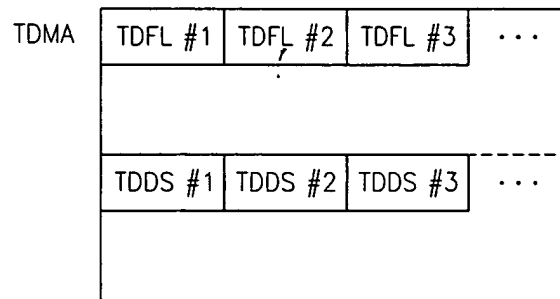 TDMA TDFL #1 TDFL #2 TDFL #3 ...
TDDS #1 TDDS #2 TDDS #3 ...